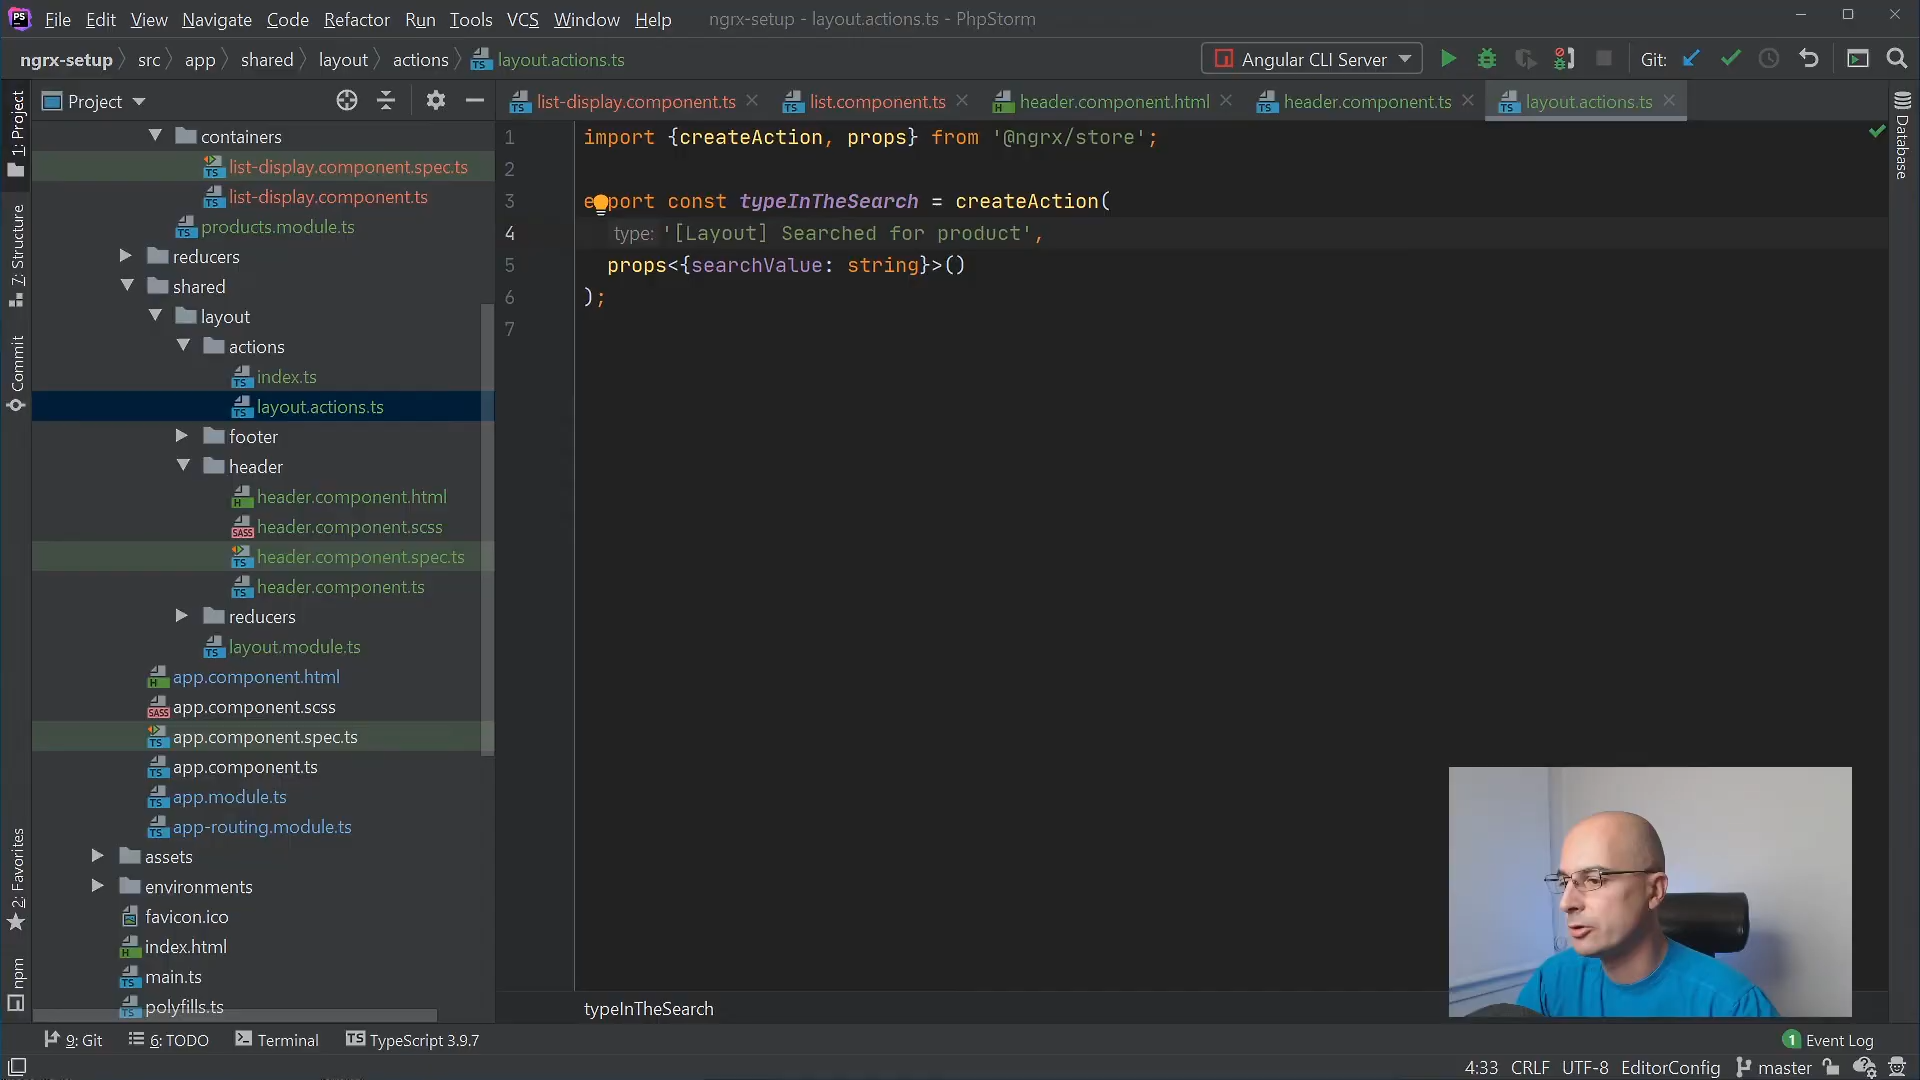 File Edit View Navigate Code Refactor Run Tools VCS Window Help ngrx-setup - layout.actions.ts - PhpStorm
ngrx-setup src app shared layout actions layout.actions.ts Angular CLI Server Git:
Project
list-display.component.ts list.component.ts header.component.html header.component.ts layout.actions.ts
1: Project
7: Structure
Commit
2: Favorites
npm
containers
list-display.component.spec.ts
list-display.component.ts
products.module.ts
reducers
shared
layout
actions
index.ts
layout.actions.ts
footer
header
header.component.html
header.component.scss
header.component.spec.ts
header.component.ts
reducers
layout.module.ts
app.component.html
app.component.scss
app.component.spec.ts
app.component.ts
app.module.ts
app-routing.module.ts
assets
environments
favicon.ico
index.html
main.ts
polyfills.ts
1 import {createAction, props} from '@ngrx/store';
2
3 export const typeInTheSearch = createAction(
4 type: '[Layout] Searched for product',
5 props<{searchValue: string}>()
6 );
7
typeInTheSearch
Database
9: Git 6: TODO Terminal TypeScript 3.9.7 1 Event Log
4:33 CRLF UTF-8 EditorConfig master